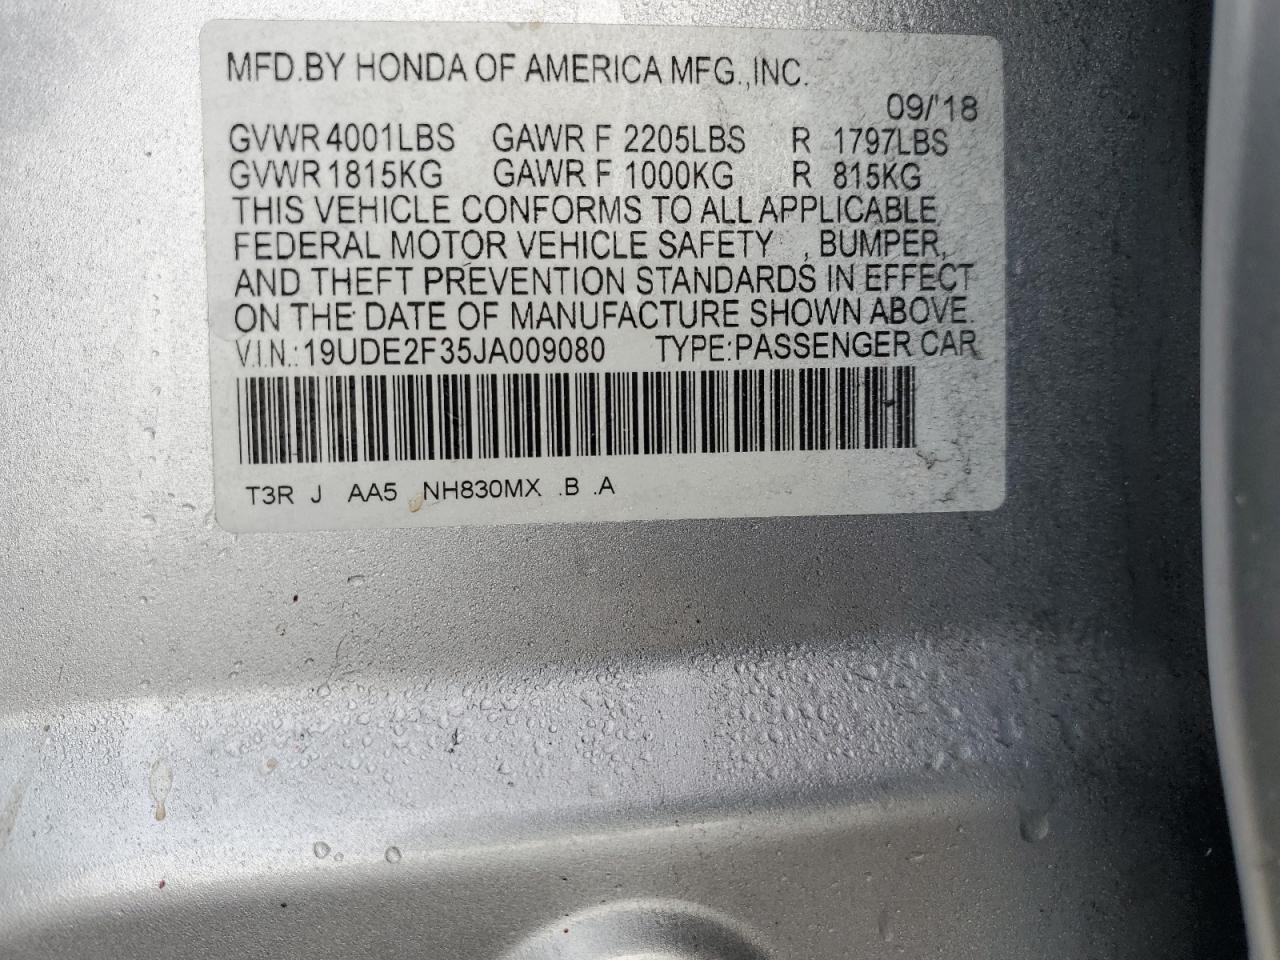 MFD.BY HONDA OF AMERICA MFG.,INC.
09/'18
GVWR 4001LBS GAWR F 2205LBS R 1797LBS
GVWR 1815KG GAWR F 1000KG R 815KG
THIS VEHICLE CONFORMS TO ALL APPLICABLE
FEDERAL MOTOR VEHICLE SAFETY , BUMPER,
AND THEFT PREVENTION STANDARDS IN EFFECT
ON THE DATE OF MANUFACTURE SHOWN ABOVE.
V.I.N.:19UDE2F35JA009080 TYPE:PASSENGER CAR
T3R J AA5 NH830MX .B .A